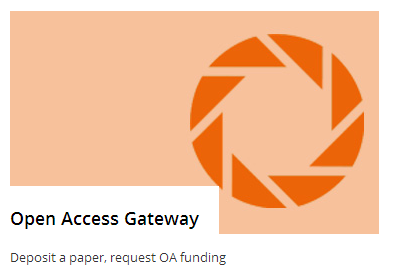 Open Access Gateway
Deposit a paper, request OA funding